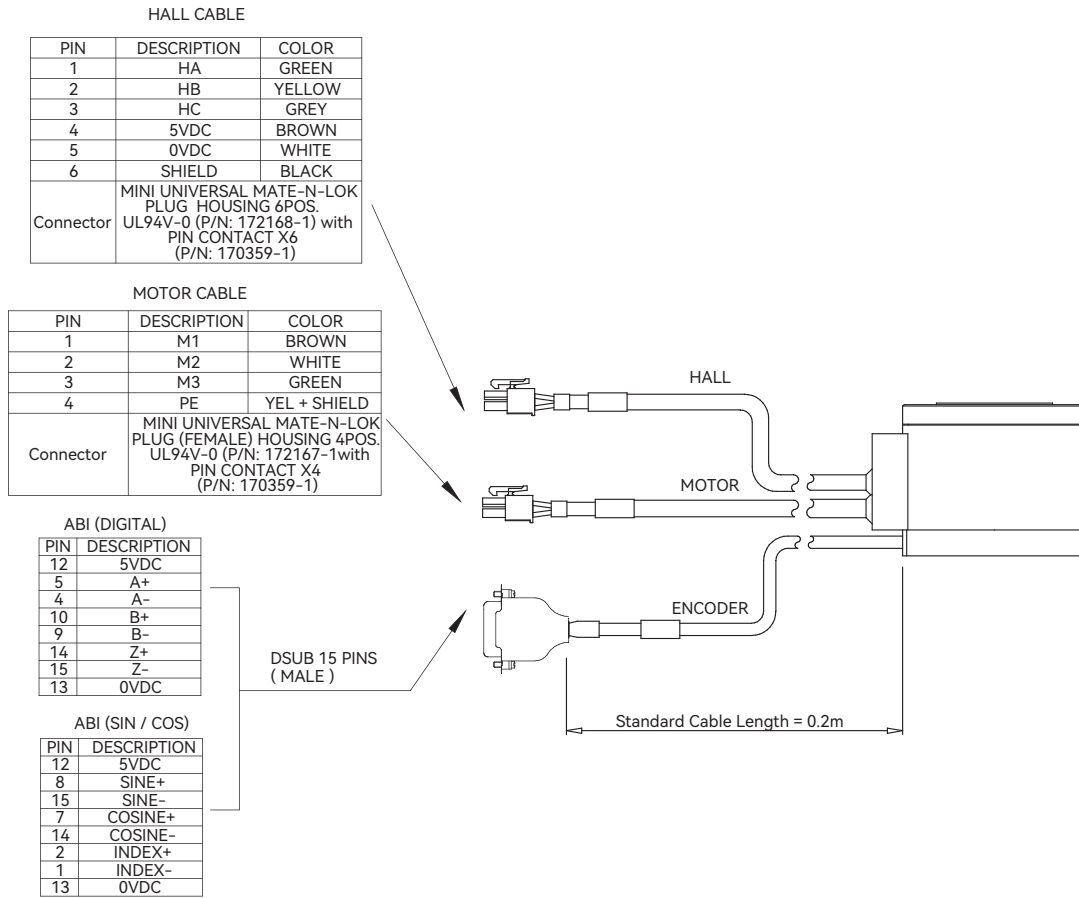 HALL CABLE
PIN DESCRIPTION COLOR
1 HA GREEN
2 HB YELLOW
3 HC GREY
4 5VDC BROWN
5 0VDC WHITE
6 SHIELD BLACK
Connector MINI UNIVERSAL MATE-N-LOK
PLUG HOUSING 6POS.
UL94V-0 (P/N: 172168-1) with
PIN CONTACT X6
(P/N: 170359-1)
MOTOR CABLE
PIN DESCRIPTION COLOR
1 M1 BROWN
2 M2 WHITE
3 M3 GREEN
4 PE YEL + SHIELD
Connector MINI UNIVERSAL MATE-N-LOK
PLUG (FEMALE) HOUSING 4POS.
UL94V-0 (P/N: 172167-1with
PIN CONTACT X4
(P/N: 170359-1)
ABI (DIGITAL)
PIN DESCRIPTION
12 5VDC
5 A+
4 A-
10 B+
9 B-
14 Z+
15 Z-
13 0VDC
ABI (SIN / COS)
PIN DESCRIPTION
12 5VDC
8 SINE+
15 SINE-
7 COSINE+
14 COSINE-
2 INDEX+
1 INDEX-
13 0VDC
DSUB 15 PINS
( MALE )
HALL
MOTOR
ENCODER
Standard Cable Length = 0.2m